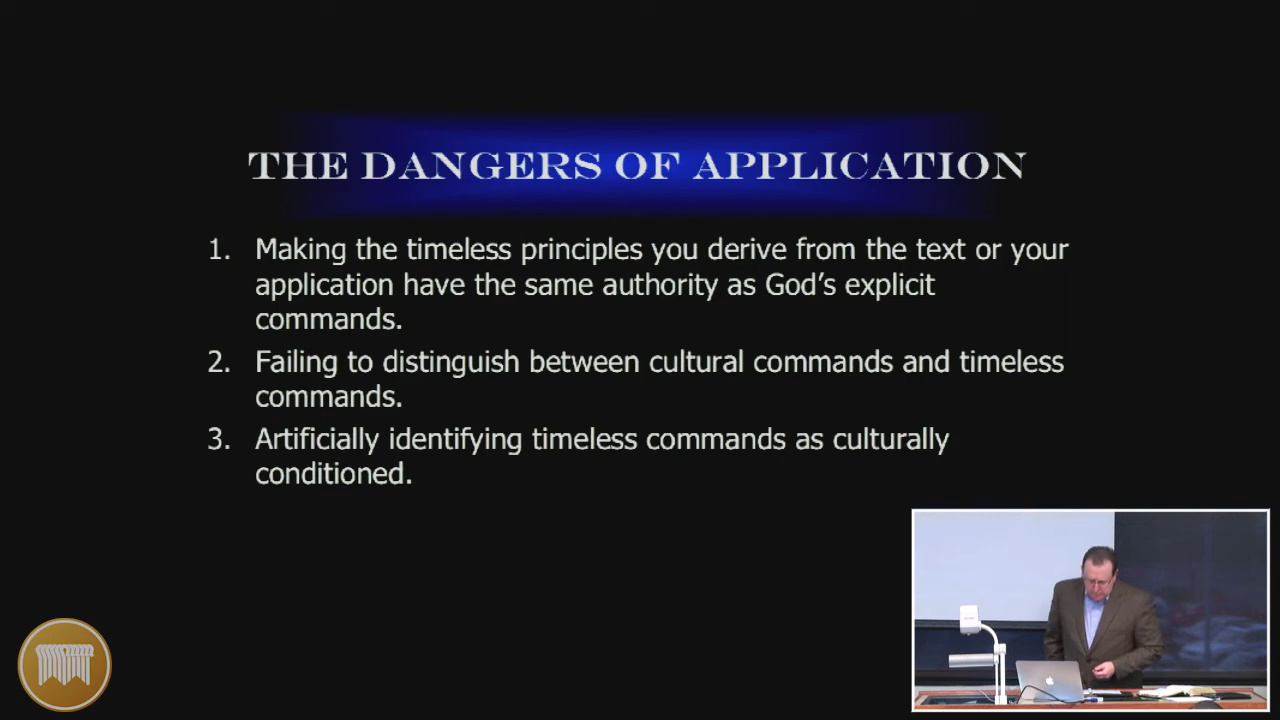 THE DANGERS OF APPLICATION
1. Making the timeless principles you derive from the text or your
application have the same authority as God's explicit
commands.
2. Failing to distinguish between cultural commands and timeless
commands.
3. Artificially identifying timeless commands as culturally
conditioned.